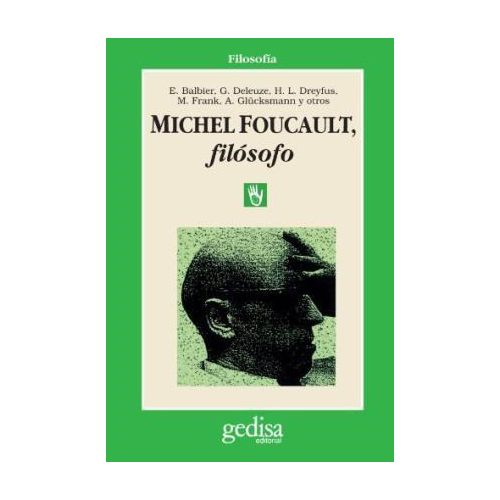 Filosofía
E. Balbier, G. Deleuze, H. L. Dreyfus,
M. Frank, A. Glücksmann y otros
MICHEL FOUCAULT,
filósofo
gedisa
editorial